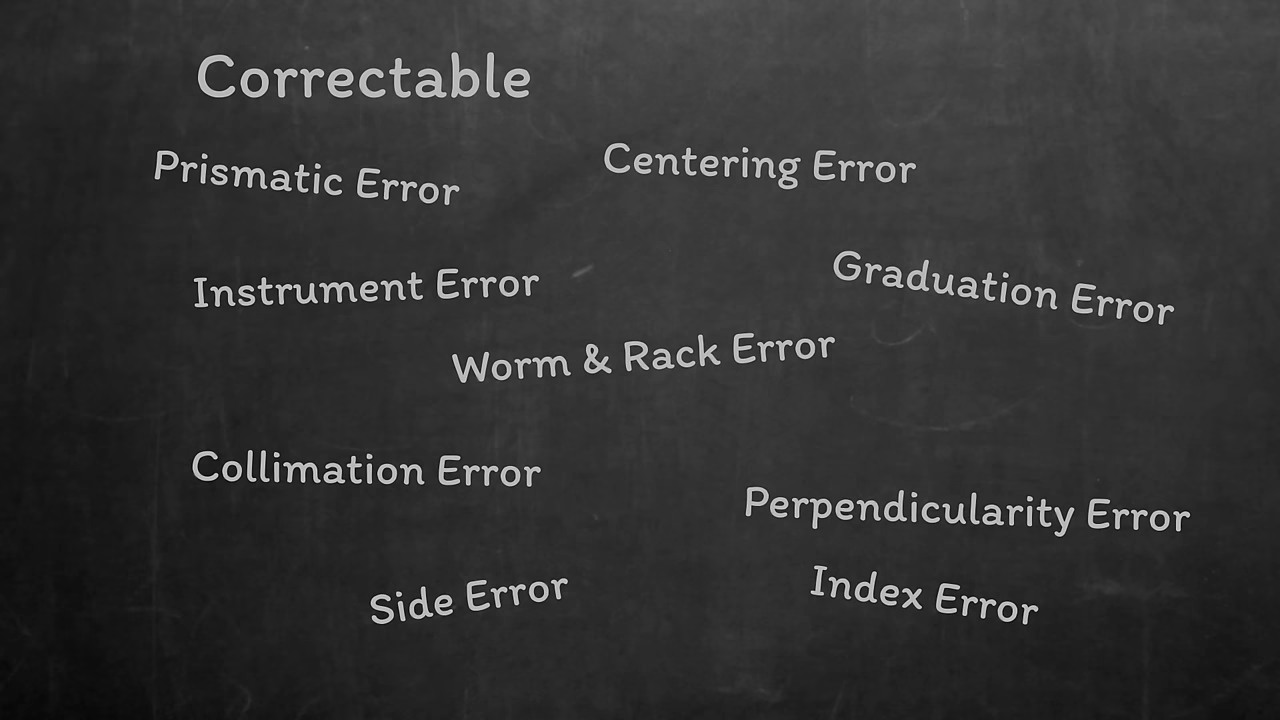 Correctable
Prismatic Error
Centering Error
Instrument Error
Graduation Error
Worm & Rack Error
Collimation Error
Perpendicularity Error
Side Error
Index Error